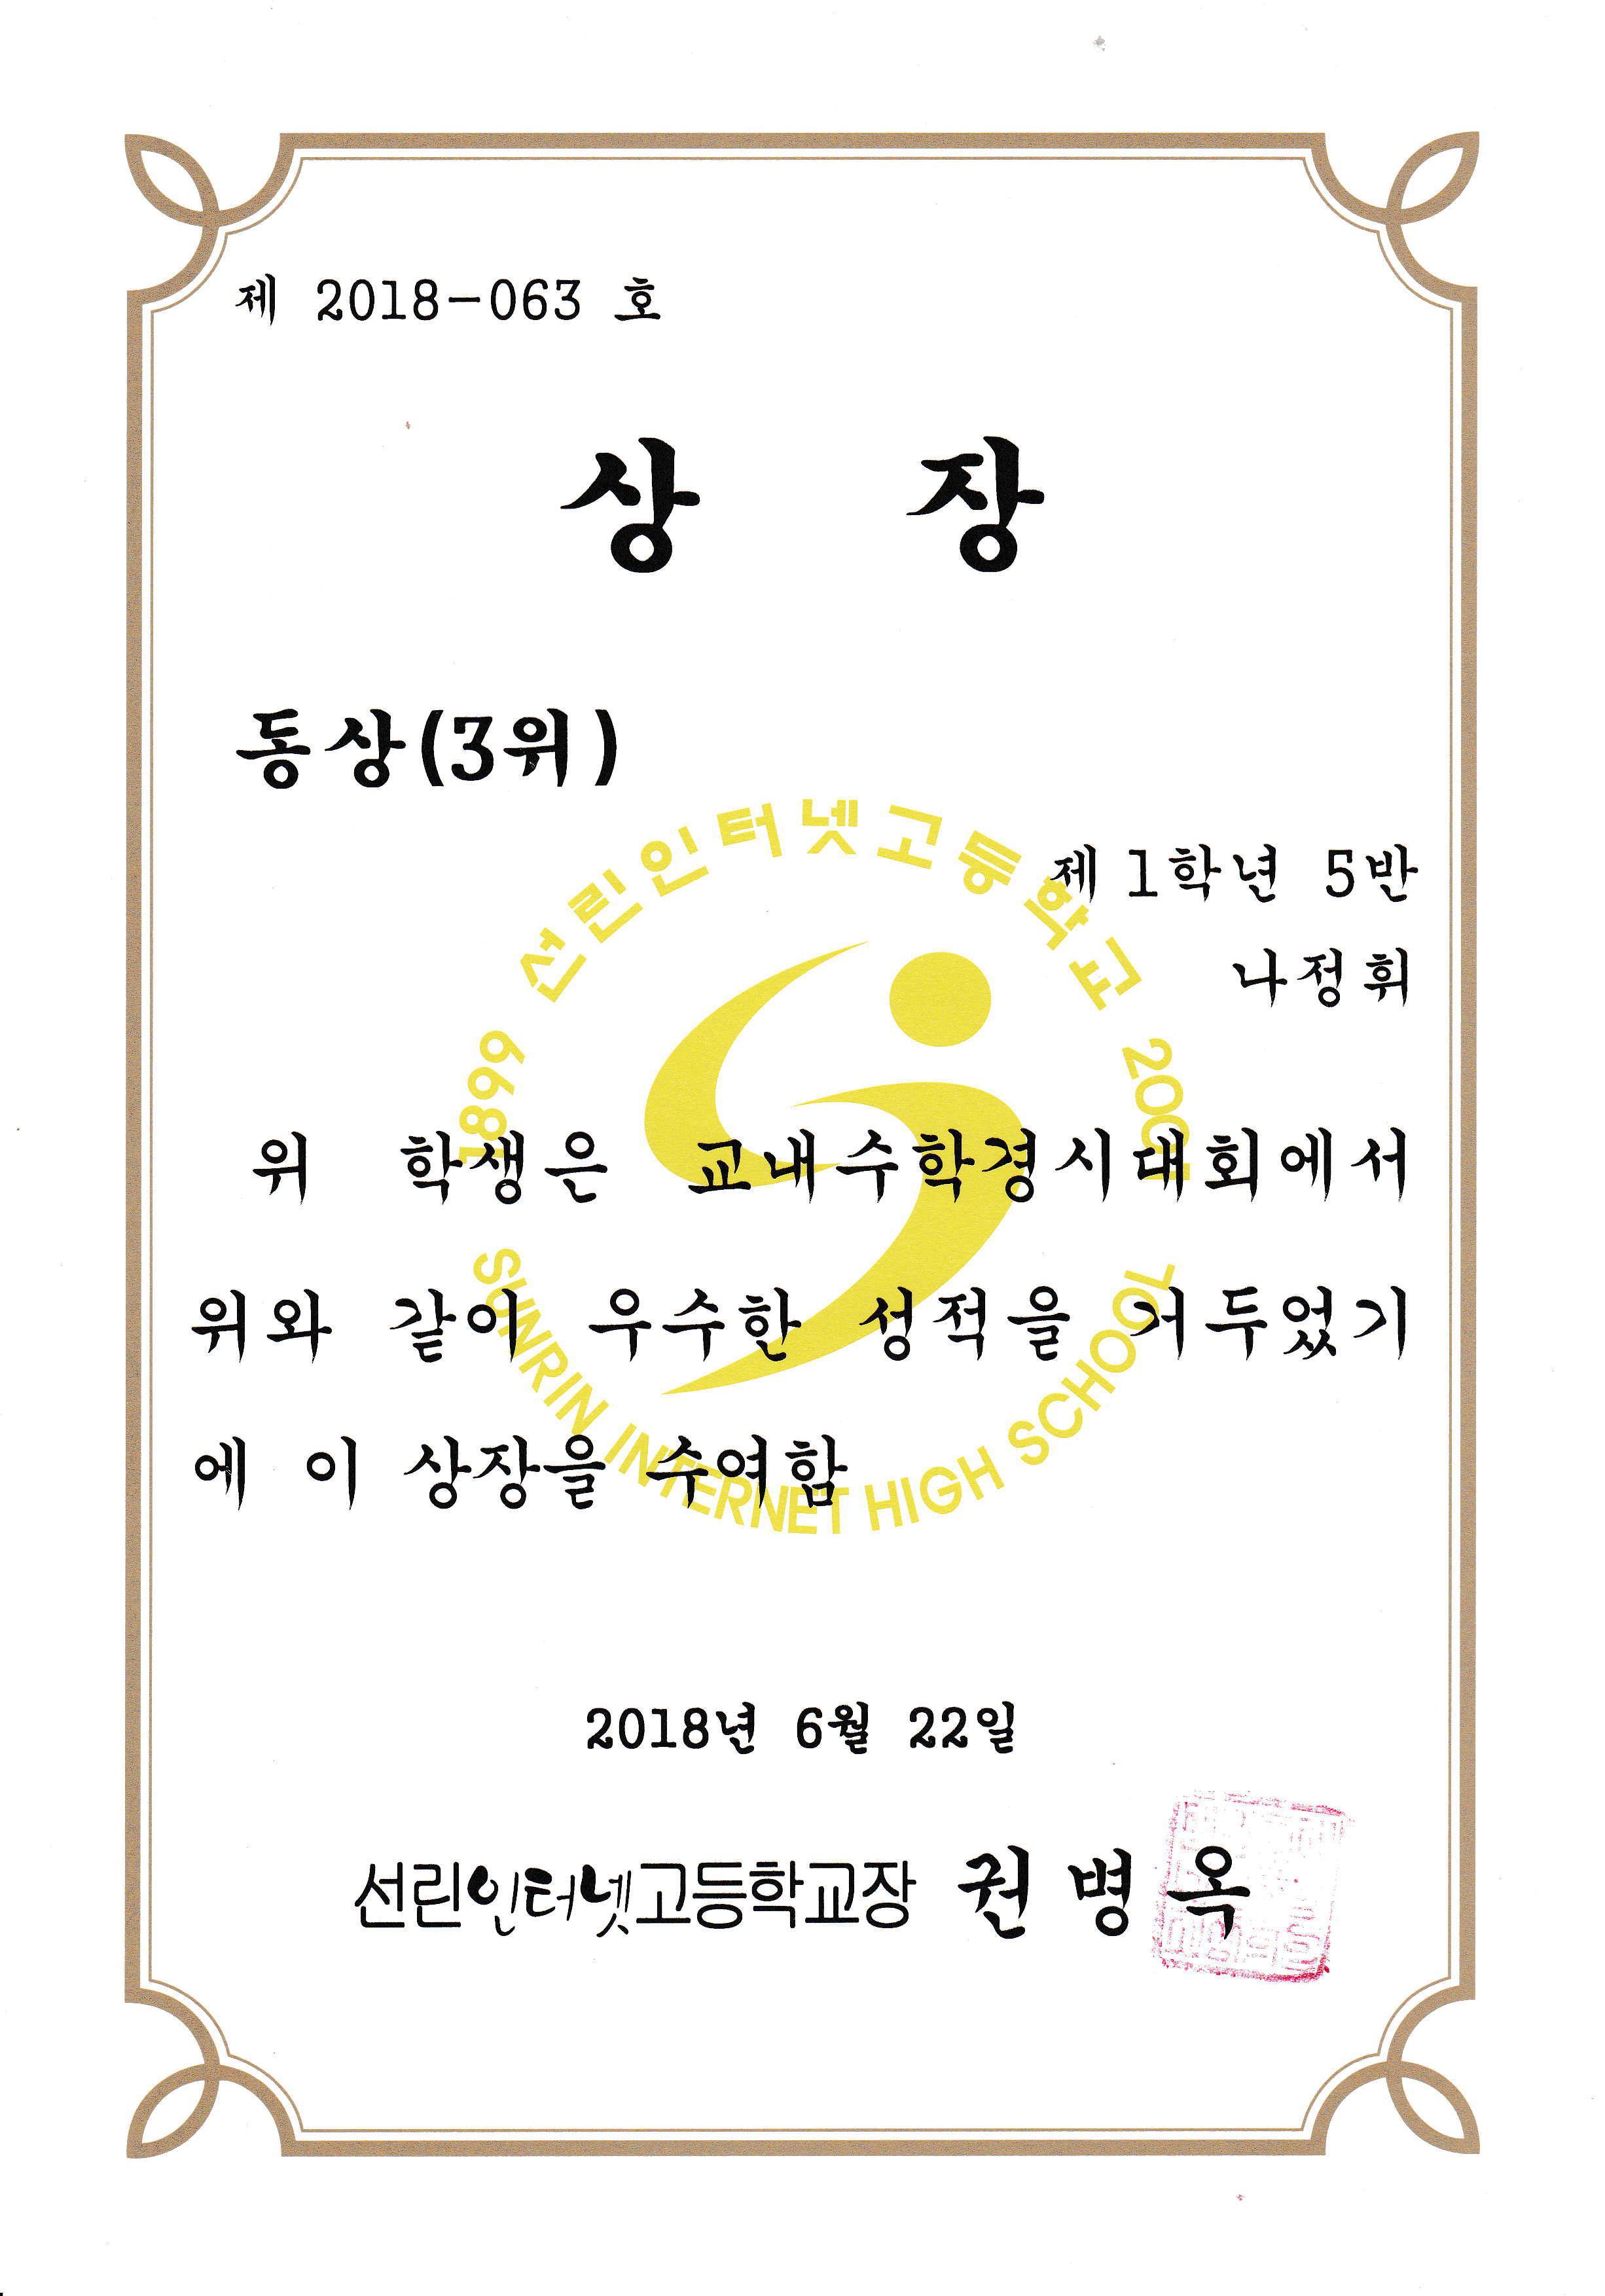 제 2018-063 호
상 장
동상(3위)
제1학년 5반
나정휘
1899 선린인터넷고등학교 2001
SUNRIN INTERNET HIGH SCHOOL
위 학생은 교내수학경시대회에서
위와 같이 우수한 성적을 거두었기
에 이 상장을 수여함
2018년 6월 22일
선린인터넷고등학교장 권병옥